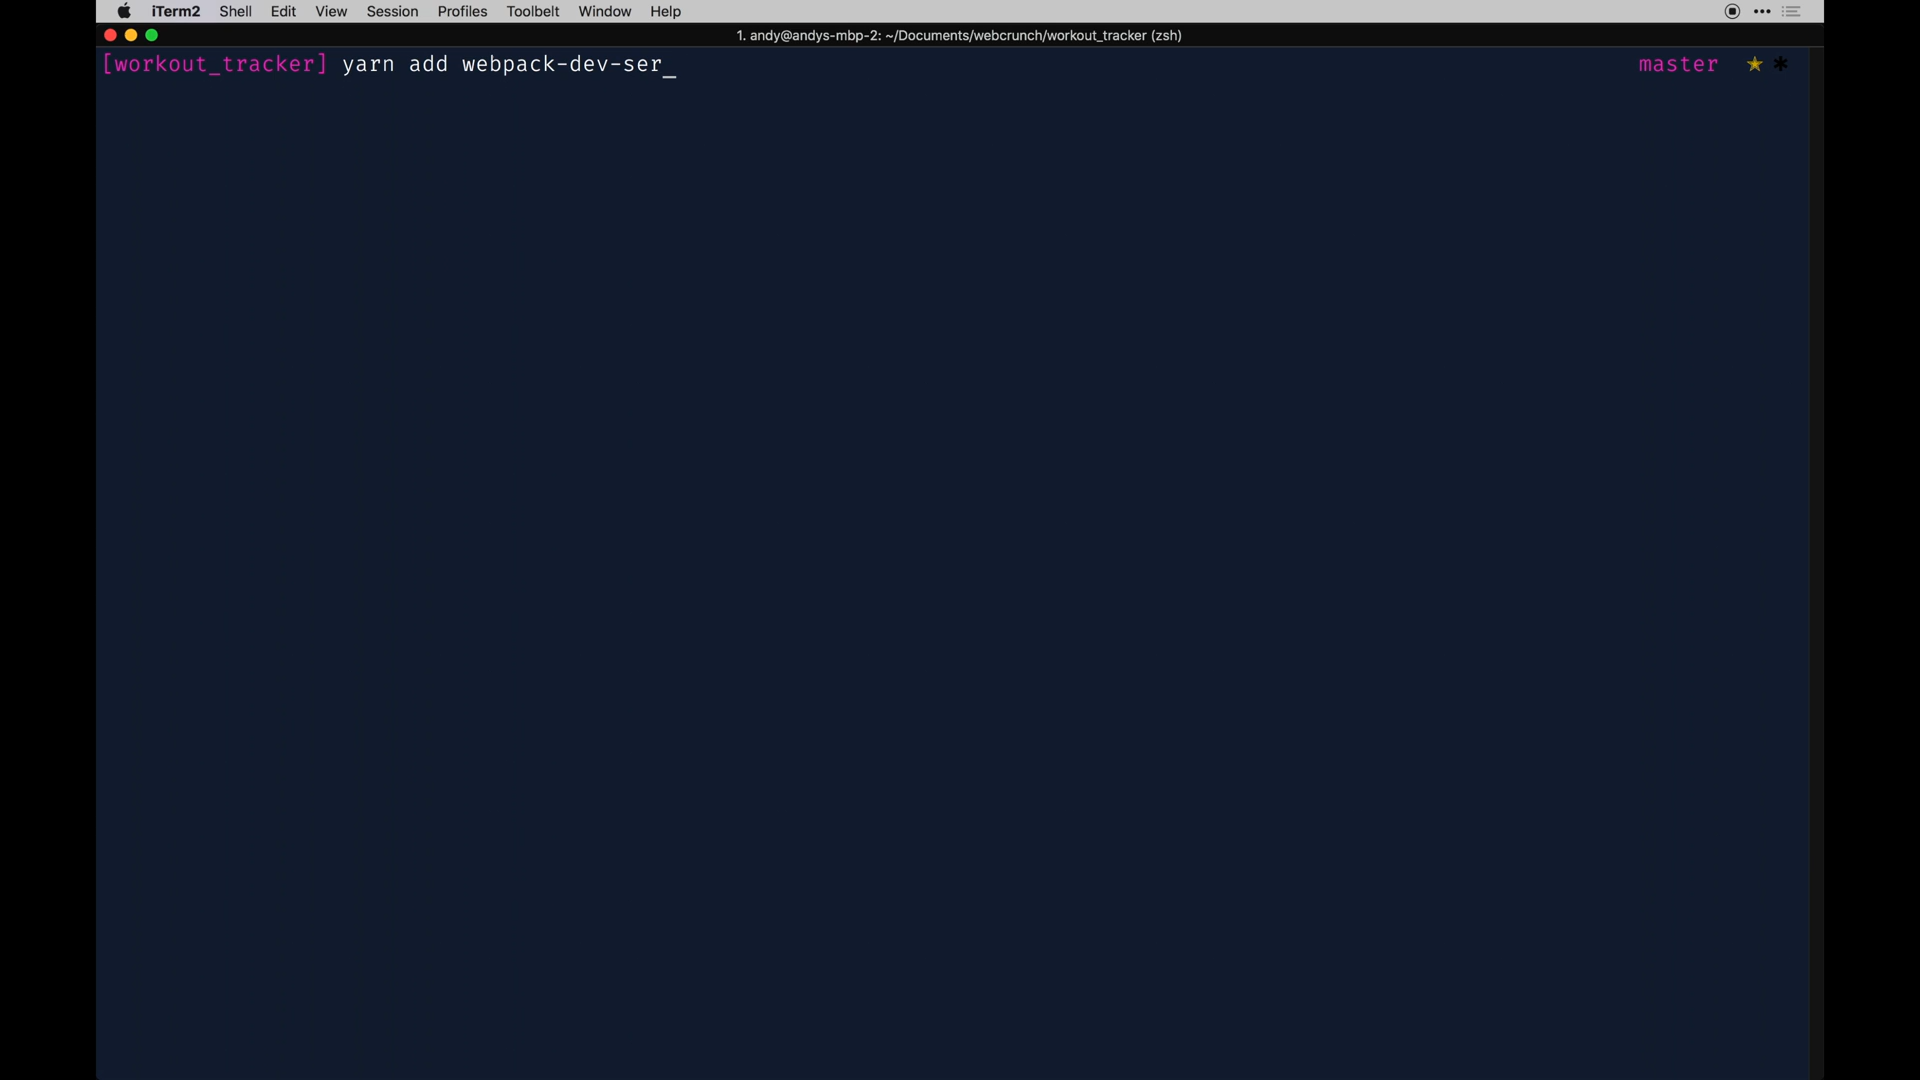 iTerm2 Shell Edit View Session Profiles Toolbelt Window Help
1. andy@andys-mbp-2: ~/Documents/webcrunch/workout_tracker (zsh)
[workout_tracker] yarn add webpack-dev-ser_ master ★ *